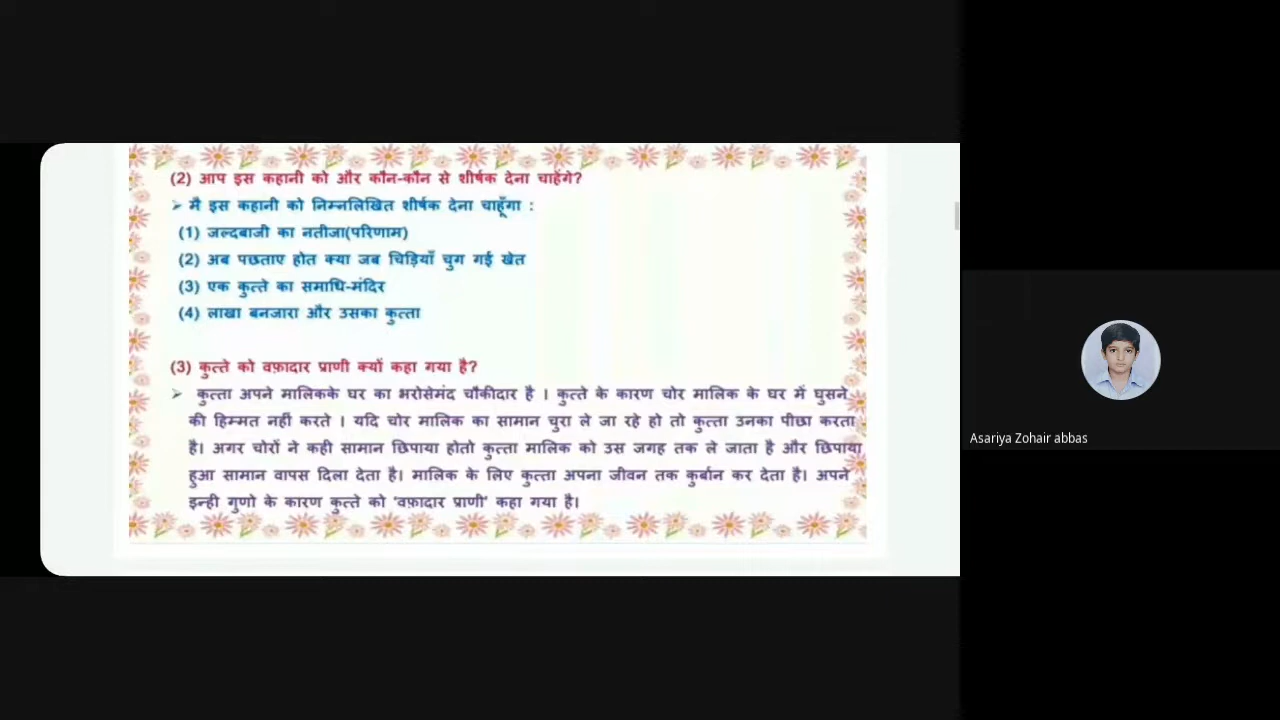 (2) आप इस कहानी को और कौन-कौन से शीर्षक देना चाहेंगे?
➢ मैं इस कहानी को निम्नलिखित शीर्षक देना चाहूँगा :
(1) जल्दबाजी का नतीजा(परिणाम)
(2) अब पछताए होत क्या जब चिड़ियाँ चुग गई खेत
(3) एक कुत्ते का समाधि-मंदिर
(4) लाखा बनजारा और उसका कुत्ता
(3) कुत्ते को वफ़ादार प्राणी क्यों कहा गया है?
➢ कुत्ता अपने मालिकके घर का भरोसेमंद चौकीदार है । कुत्ते के कारण चोर मालिक के घर में घुसने
की हिम्मत नहीं करते । यदि चोर मालिक का सामान चुरा ले जा रहे हो तो कुत्ता उनका पीछा करता
है। अगर चोरों ने कही सामान छिपाया होतो कुत्ता मालिक को उस जगह तक ले जाता है और छिपाया
हुआ सामान वापस दिला देता है। मालिक के लिए कुत्ता अपना जीवन तक कुर्बान कर देता है। अपने
इन्ही गुणो के कारण कुत्ते को ‘वफ़ादार प्राणी’ कहा गया है।
Asariya Zohair abbas